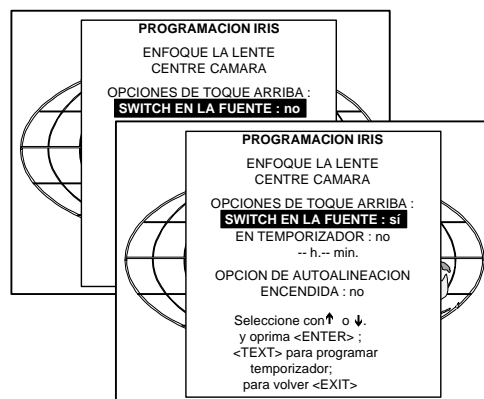 PROGRAMACION IRIS
ENFOQUE LA LENTE
CENTRE CAMARA
OPCIONES DE TOQUE ARRIBA :
SWITCH EN LA FUENTE : no
PROGRAMACION IRIS
ENFOQUE LA LENTE
CENTRE CAMARA
OPCIONES DE TOQUE ARRIBA :
SWITCH EN LA FUENTE : sí
EN TEMPORIZADOR : no
-- h.-- min.
OPCION DE AUTOALINEACION
ENCENDIDA : no
Seleccione con↑ o ↓.
y oprima <ENTER> ;
<TEXT> para programar
temporizador;
para volver <EXIT>